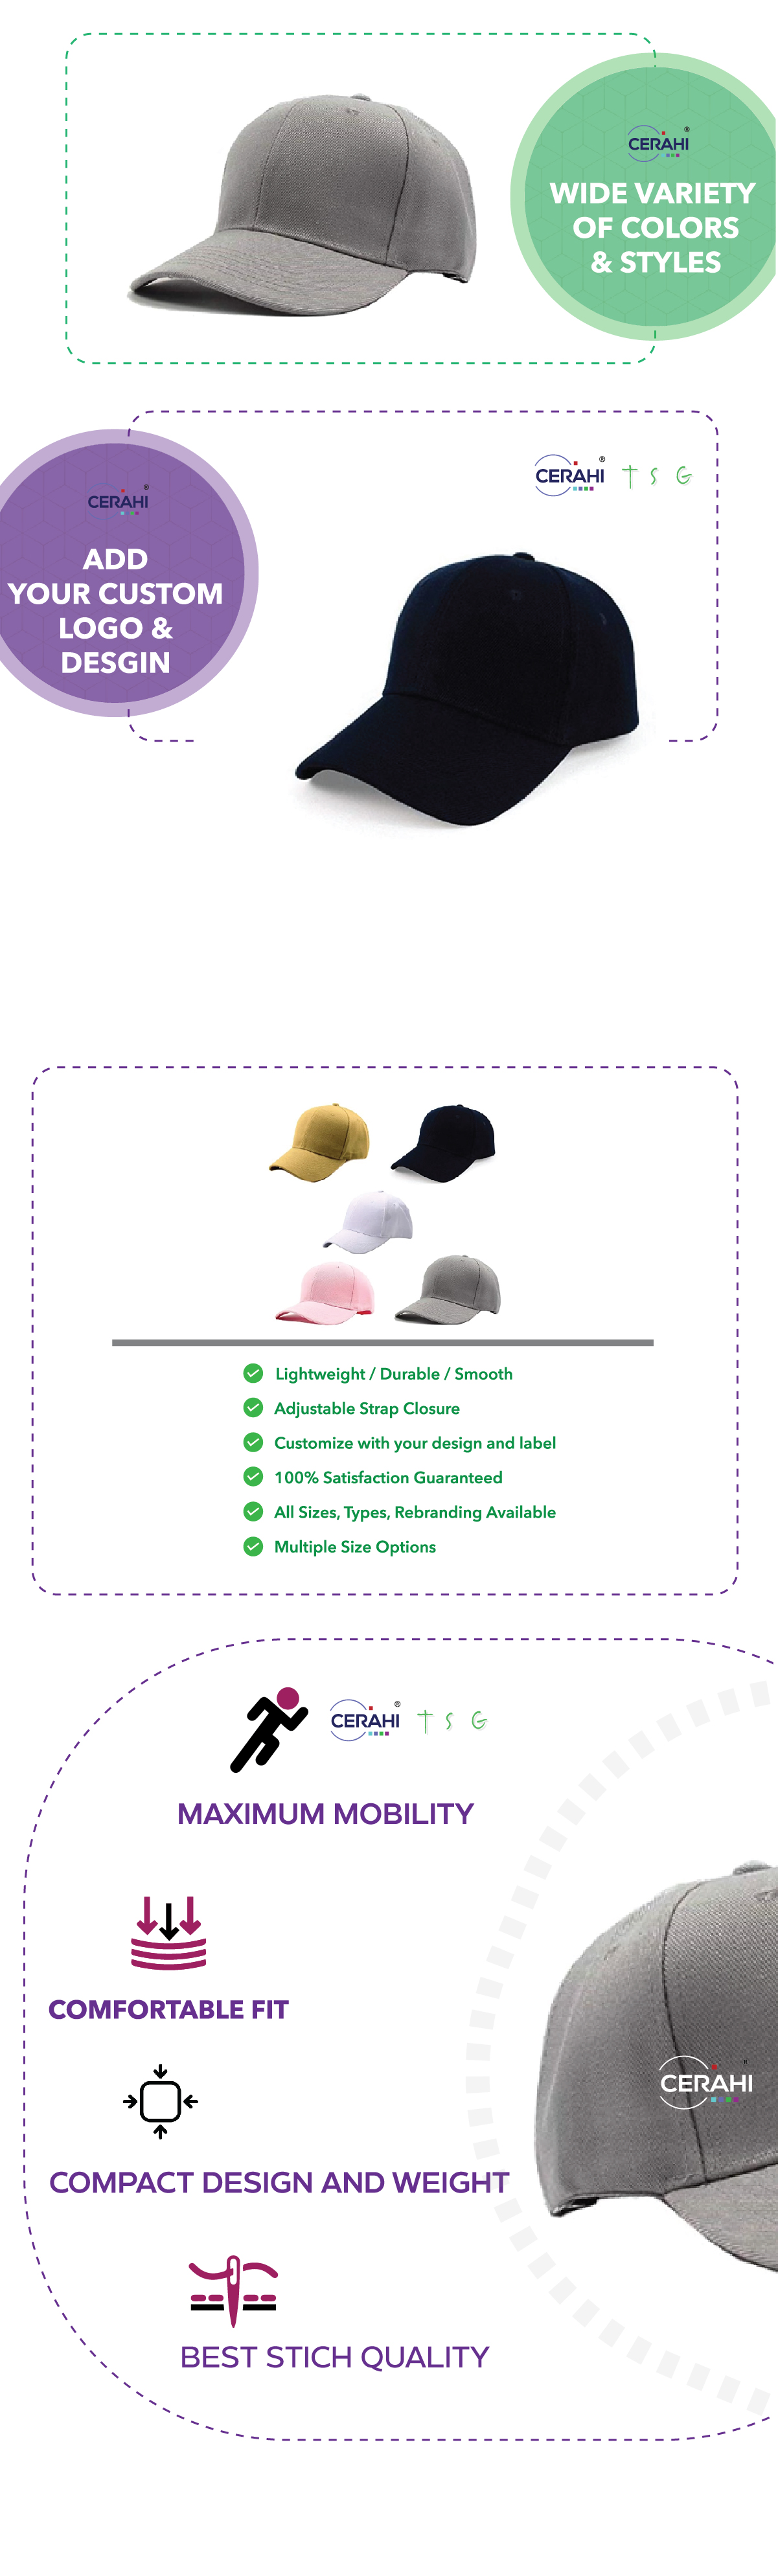 CERAHI ®
WIDE VARIETY
OF COLORS
& STYLES
CERAHI ® T S G
CERAHI ®
ADD
YOUR CUSTOM
LOGO &
DESGIN
Lightweight / Durable / Smooth
Adjustable Strap Closure
Customize with your design and label
100% Satisfaction Guaranteed
All Sizes, Types, Rebranding Available
Multiple Size Options
CERAHI ® T S G
MAXIMUM MOBILITY
COMFORTABLE FIT
CERAHI
COMPACT DESIGN AND WEIGHT
BEST STICH QUALITY